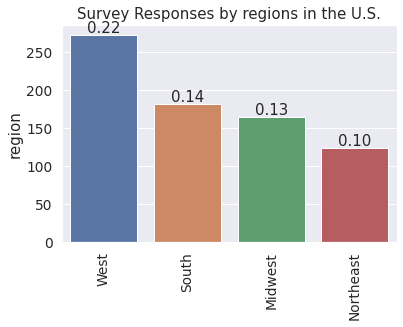 Survey Responses by regions in the U.S.
0.22
0.14
0.13
0.10
region
250
200
150
100
50
0
West
South
Midwest
Northeast